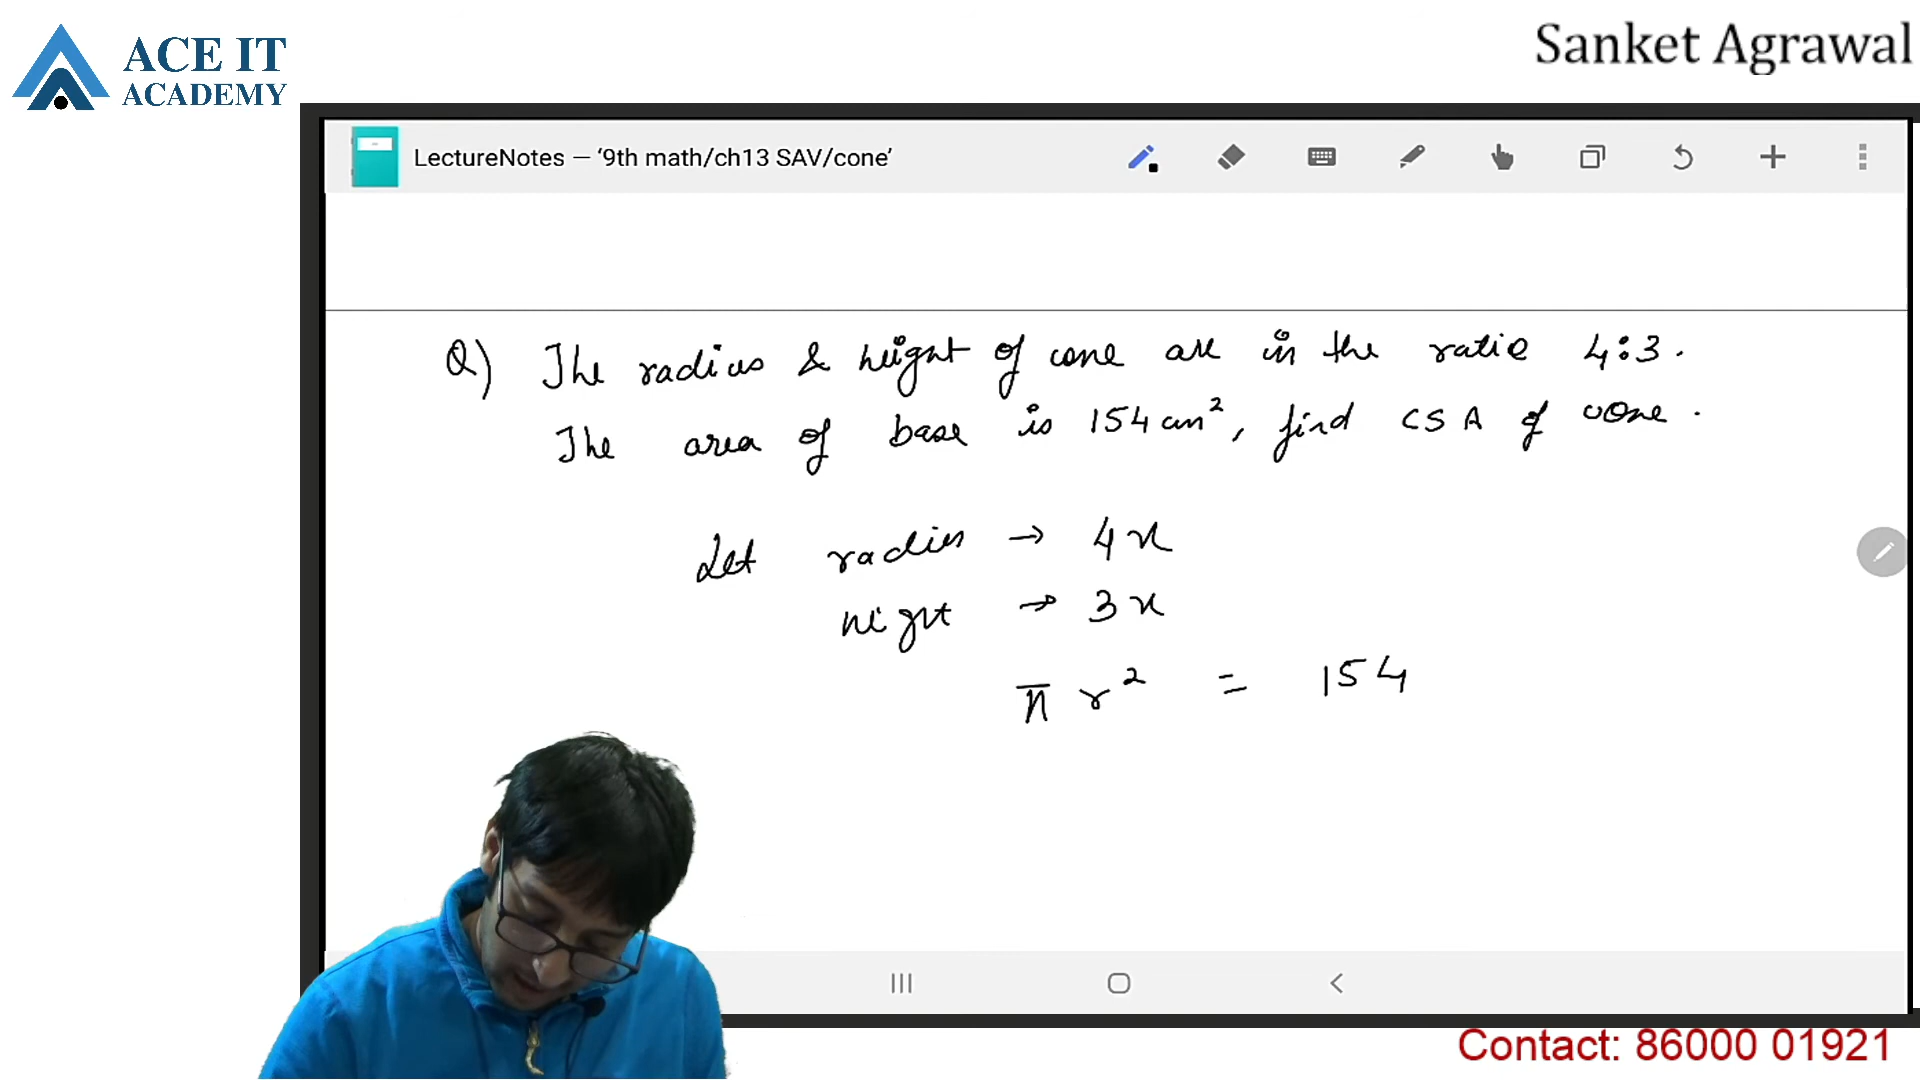 ACE IT
ACADEMY
Sanket Agrawal
LectureNotes — ‘9th math/ch13 SAV/cone’
Q) The radius & height of cone are in the ratio 4:3.
The area of base is 154 cm², find CSA of cone.
Let radius → 4x
height → 3x
π r² = 154
Contact: 86000 01921